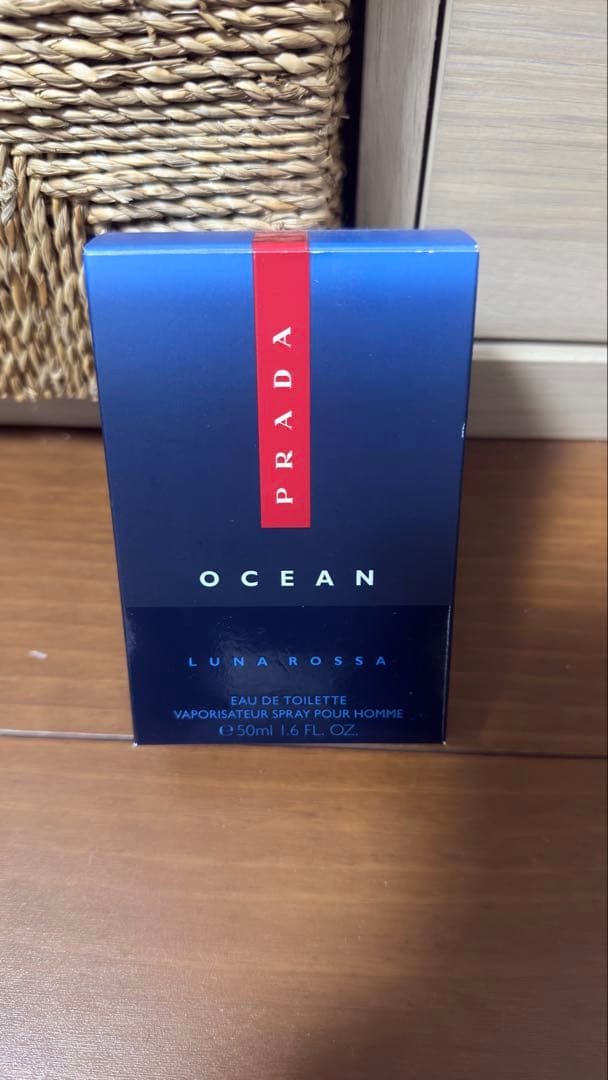 PRADA
OCEAN
LUNA ROSSA
EAU DE TOILETTE
VAPORISATEUR SPRAY POUR HOMME
℮ 50ml 1.6 FL. OZ.